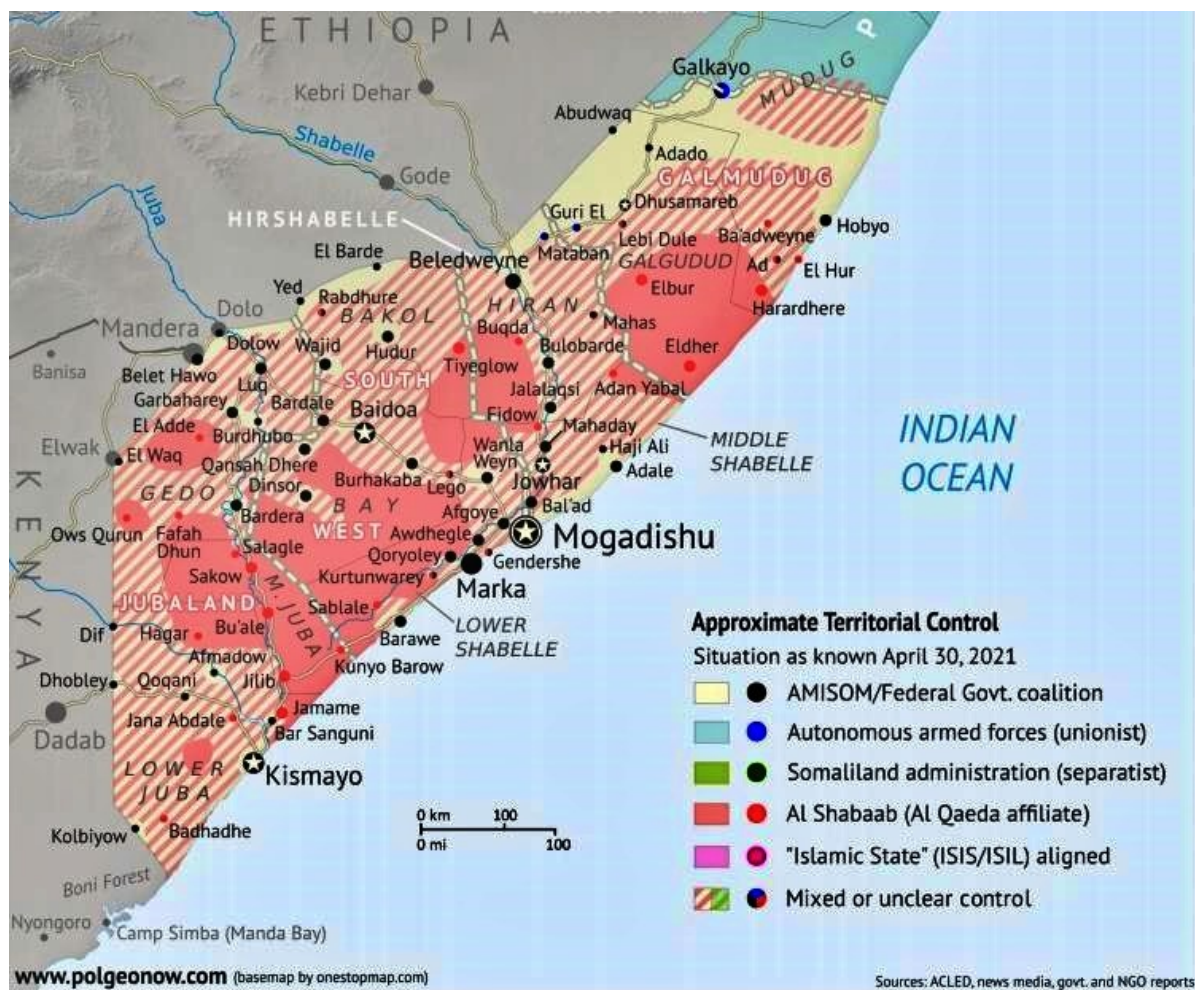 ETHIOPIA
P
Galkayo
MUDUG
Kebri Dehar
Abudwaq
Shabelle
Adado
Gode
GALMUDUG
Juba
Dhusamareb
HIRSHABELLE
Guri El
Hobyo
Lebi Dule
Ba'adweyne
Mataban
El Barde
Beledweyne
GALGUDUD
Ad
El Hur
Yed
Elbur
Rabdhure
HIRAN
Harardhere
Dolo
BAKOL
Mahas
Mandera
Buqda
Dolow
Wajid
Hudur
Bulobarde
Eldher
Banisa
Tiyeglow
Belet Hawo
Luq
SOUTH
Jalalaqsi
Adan Yabal
Garbaharey
Bardale
Baidoa
Fidow
El Adde
Mahaday
INDIAN
OCEAN
Burdhubo
Elwak
Wanla
Weyn
Haji Ali
MIDDLE
SHABELLE
El Waq
Qansah Dhere
Adale
Burhakaba
Jowhar
Dinsor
Lego
GEDO
BAY
Bal'ad
Bardera
Afgoye
KENYA
Ows Qurun
Fafah
Dhun
WEST
Awdhegle
Mogadishu
Salagle
Qoryoley
Gendershe
Sakow
Kurtunwarey
Marka
JUBALAND
M. JUBA
Sablale
Bu'ale
Dif
Hagar
Barawe
LOWER
SHABELLE
Afmadow
Kunyo Barow
Dhobley
Qoqani
Jilib
Jamame
Jana Abdale
Bar Sanguni
Dadab
LOWER
JUBA
Kismayo
Kolbiyow
Badhadhe
0 km 100
0 mi 100
Boni Forest
Nyongoro
Camp Simba (Manda Bay)
Approximate Territorial Control
Situation as known April 30, 2021
AMISOM/Federal Govt. coalition
Autonomous armed forces (unionist)
Somaliland administration (separatist)
Al Shabaab (Al Qaeda affiliate)
"Islamic State" (ISIS/ISIL) aligned
Mixed or unclear control
www.polgeonow.com (basemap by onestopmap.com)
Sources: ACLED, news media, govt. and NGO reports